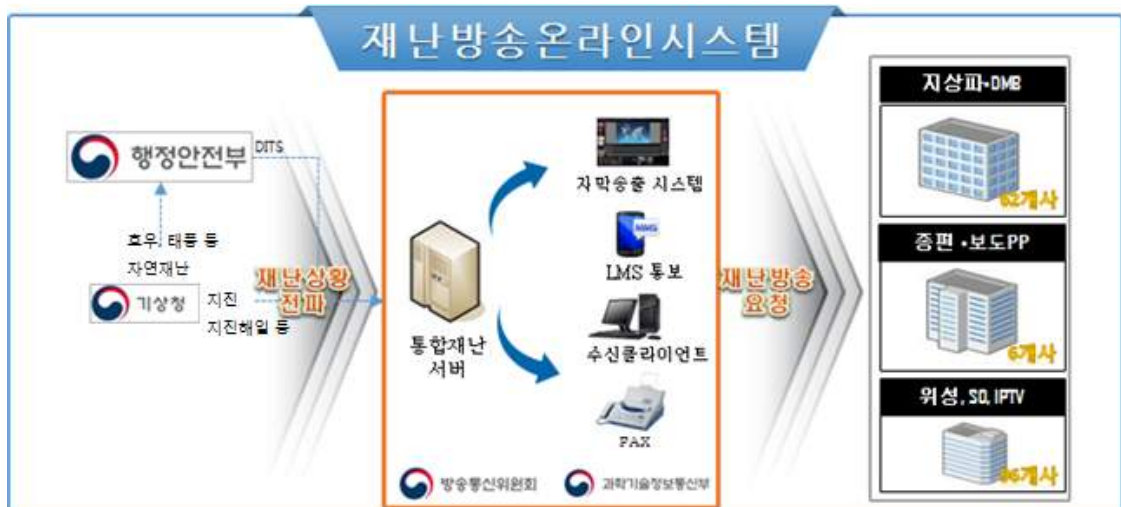 재난방송온라인시스템
행정안전부
DITS
호우, 태풍 등
자연재난
기상청
지진
지진해일 등
재난상황
전파
통합재난
서버
자막송출 시스템
MMS
LMS 통보
수신클라이언트
FAX
방송통신위원회
과학기술정보통신부
재난방송
요청
지상파·DMB
62개사
종편·보도PP
6개사
위성, SO, IPTV
개사